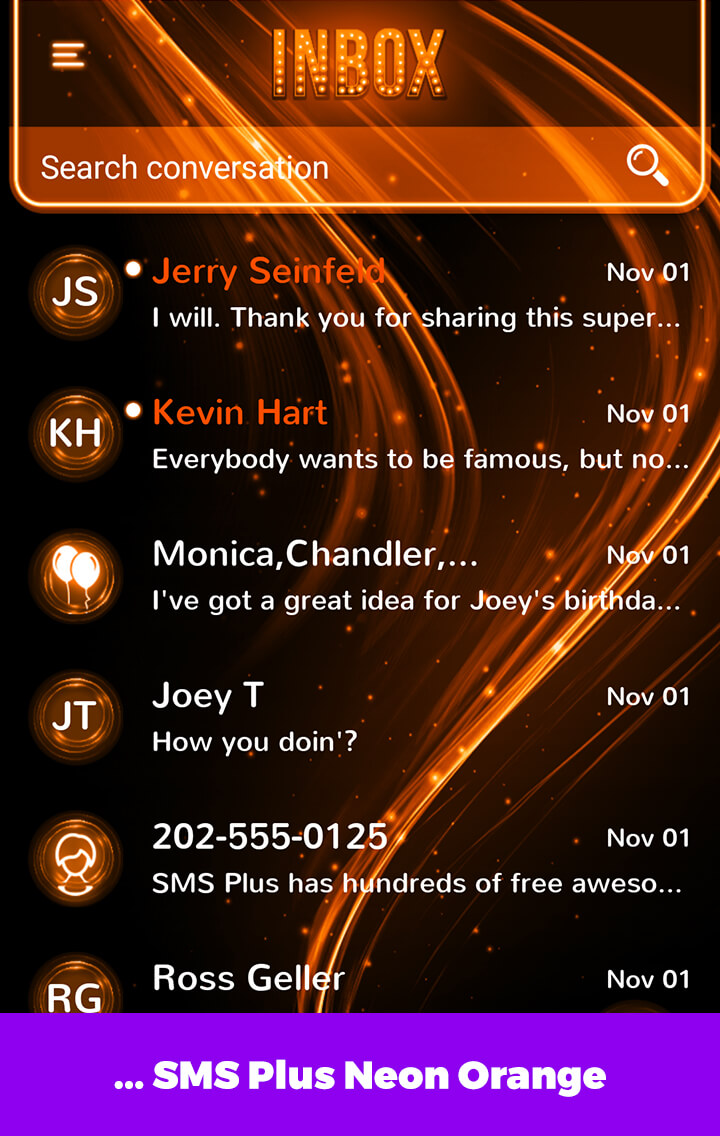 INBOX
Search conversation
JS Jerry Seinfeld Nov 01
I will. Thank you for sharing this super...
KH Kevin Hart Nov 01
Everybody wants to be famous, but no...
Monica,Chandler,... Nov 01
I've got a great idea for Joey's birthda...
JT Joey T Nov 01
How you doin'?
202-555-0125 Nov 01
SMS Plus has hundreds of free aweso...
RG Ross Geller Nov 01
... SMS Plus Neon Orange